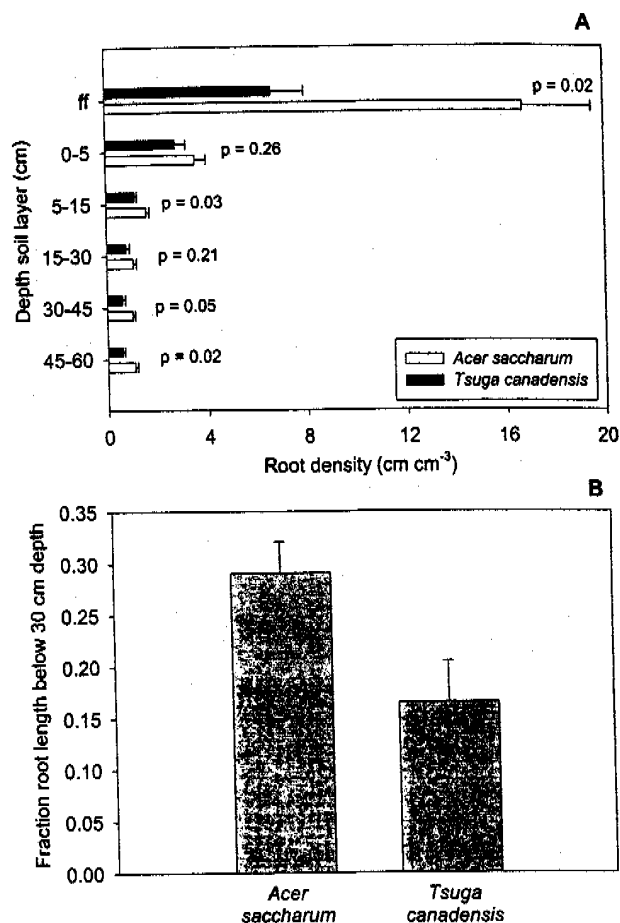 A
Depth soil layer (cm)
ff
0-5
5-15
15-30
30-45
45-60
p = 0.02
p = 0.26
p = 0.03
p = 0.21
p = 0.05
p = 0.02
Acer saccharum
Tsuga canadensis
0 4 8 12 16 20
Root density (cm cm⁻³)
B
Fraction root length below 30 cm depth
0.35
0.30
0.25
0.20
0.15
0.10
0.05
0.00
Acer
saccharum
Tsuga
canadensis